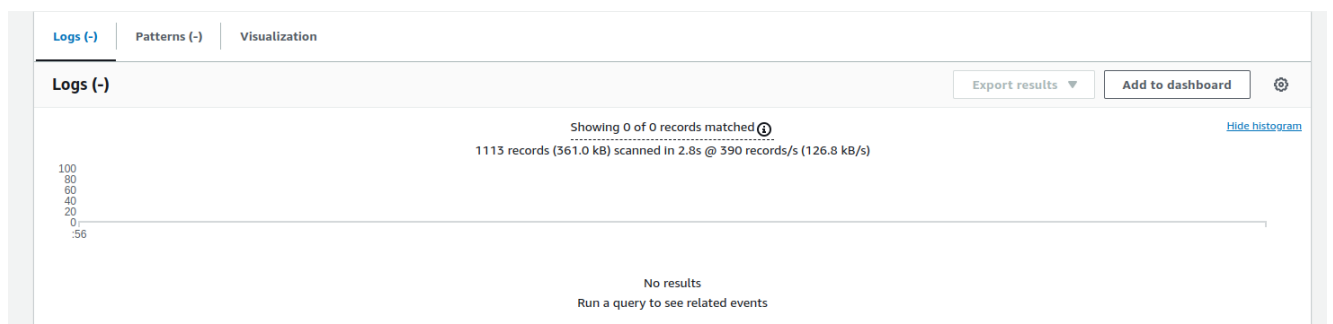 Logs (-) Patterns (-) Visualization
Logs (-) Export results Add to dashboard
Showing 0 of 0 records matched
Hide histogram
1113 records (361.0 kB) scanned in 2.8s @ 390 records/s (126.8 kB/s)
100
80
60
40
20
0
:56
No results
Run a query to see related events